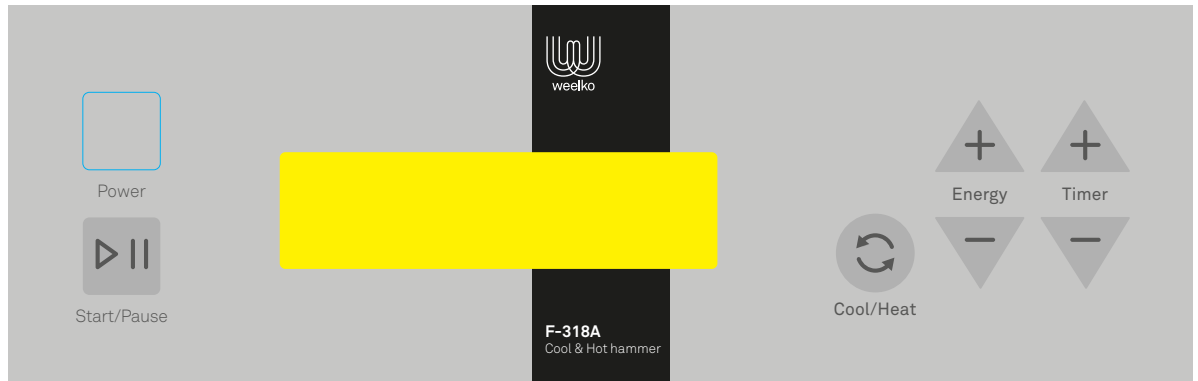 weelko
Power
Start/Pause
F-318A
Cool & Hot hammer
Cool/Heat
Energy
Timer